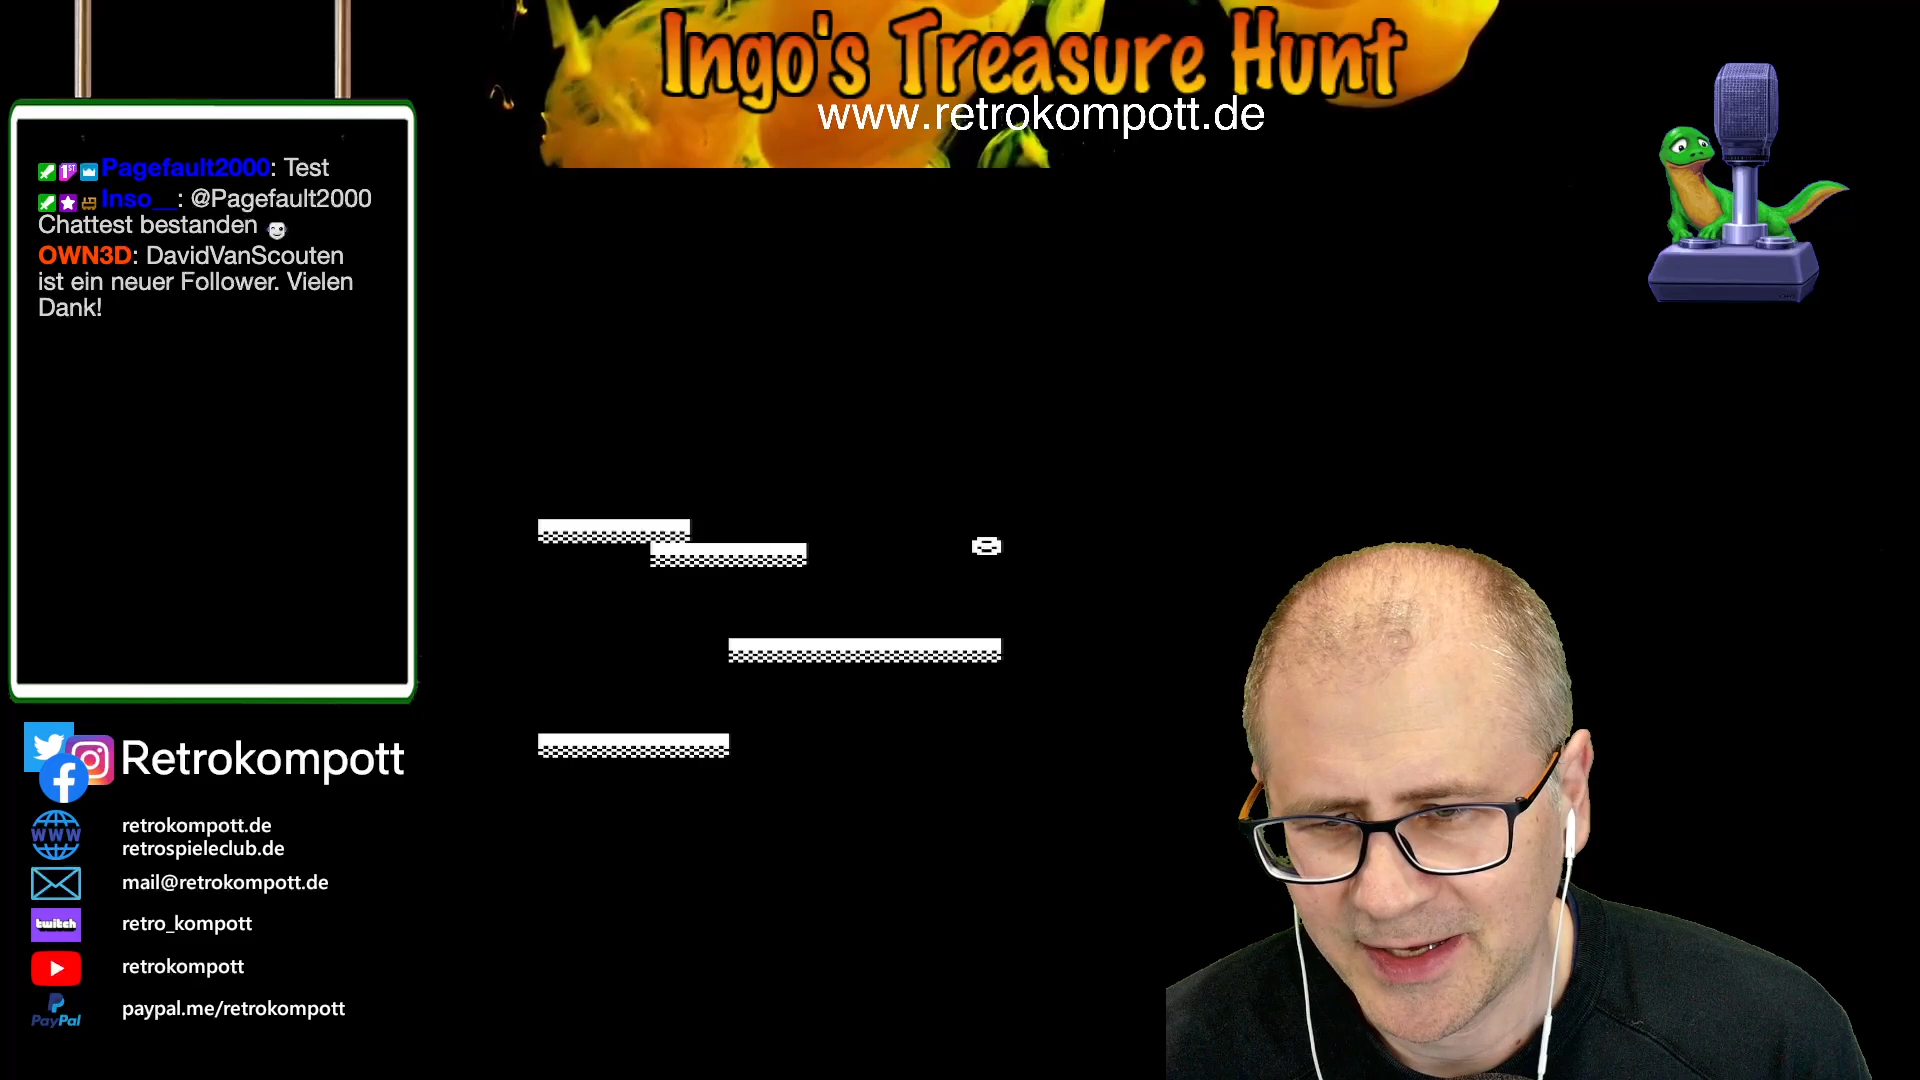 Ingo's Treasure Hunt
www.retrokompott.de
Pagefault2000: Test
Inso__: @Pagefault2000
Chattest bestanden
OWN3D: DavidVanScouten
ist ein neuer Follower. Vielen
Dank!
Retrokompott
www
retrokompott.de
retrospieleclub.de
mail@retrokompott.de
twitch
retro_kompott
retrokompott
PayPal
paypal.me/retrokompott